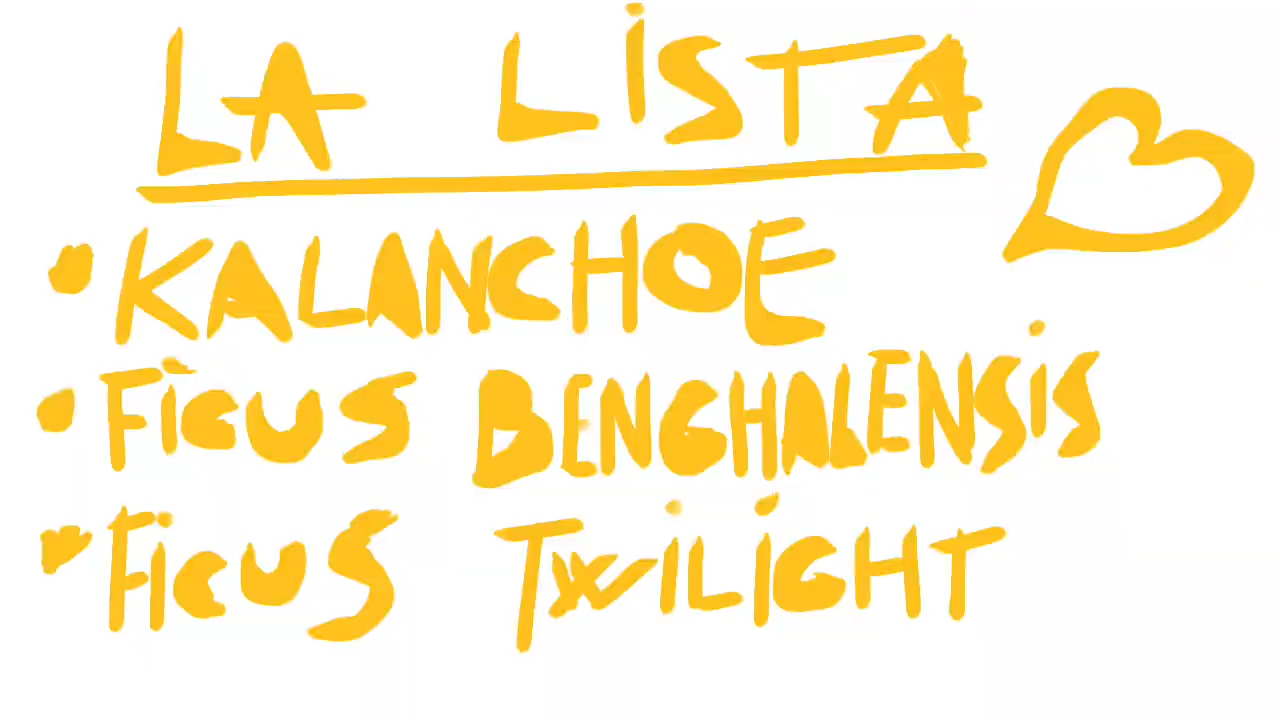 LA LiSTA
• KALANCHOE
• FiCUS BENGHALENSiS
• FiCUS TWiLiGHT